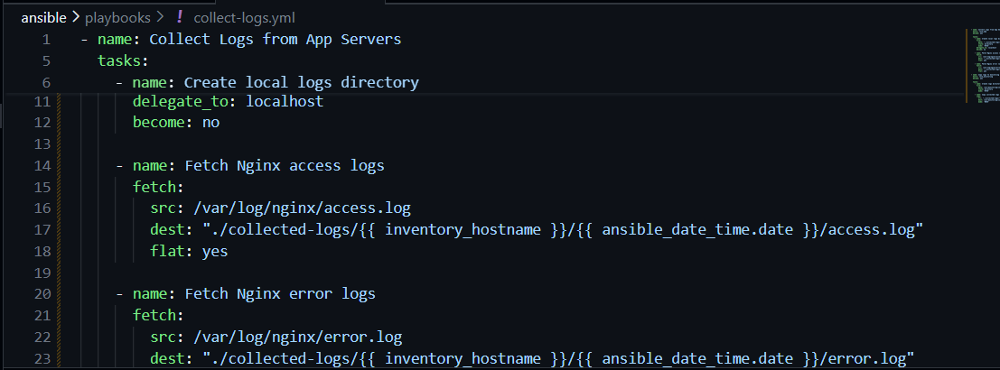 ansible > playbooks > ! collect-logs.yml
1 - name: Collect Logs from App Servers
5 tasks:
6 - name: Create local logs directory
11 delegate_to: localhost
12 become: no
13
14 - name: Fetch Nginx access logs
15 fetch:
16 src: /var/log/nginx/access.log
17 dest: "./collected-logs/{{ inventory_hostname }}/{{ ansible_date_time.date }}/access.log"
18 flat: yes
19
20 - name: Fetch Nginx error logs
21 fetch:
22 src: /var/log/nginx/error.log
23 dest: "./collected-logs/{{ inventory_hostname }}/{{ ansible_date_time.date }}/error.log"